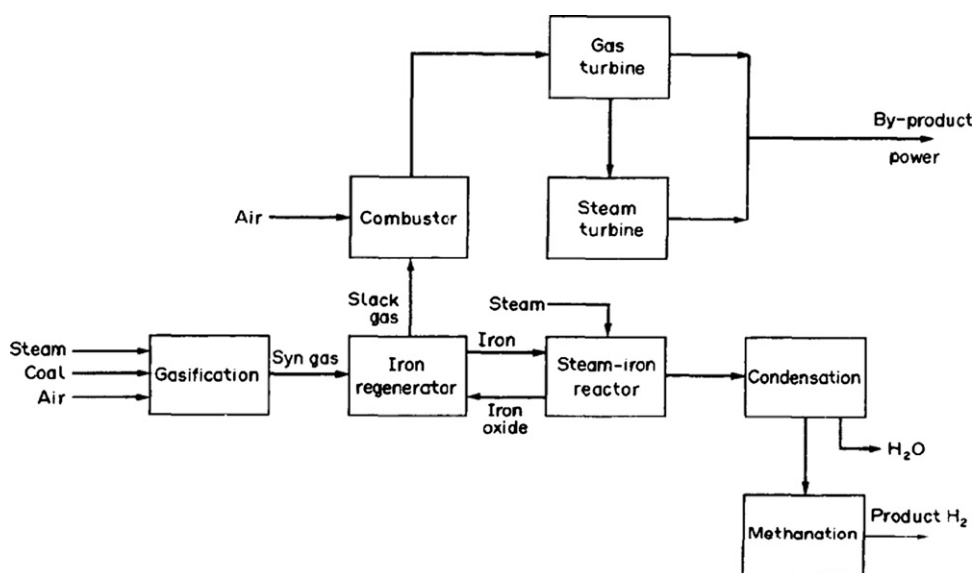 Gas
turbine
By-product
power
Steam
turbine
Air
Combustor
Slack
gas
Steam
Steam
Coal
Air
Gasification
Syn gas
Iron
regenerator
Iron
Iron
oxide
Steam-iron
reactor
Condensation
H₂O
Methanation
Product H₂